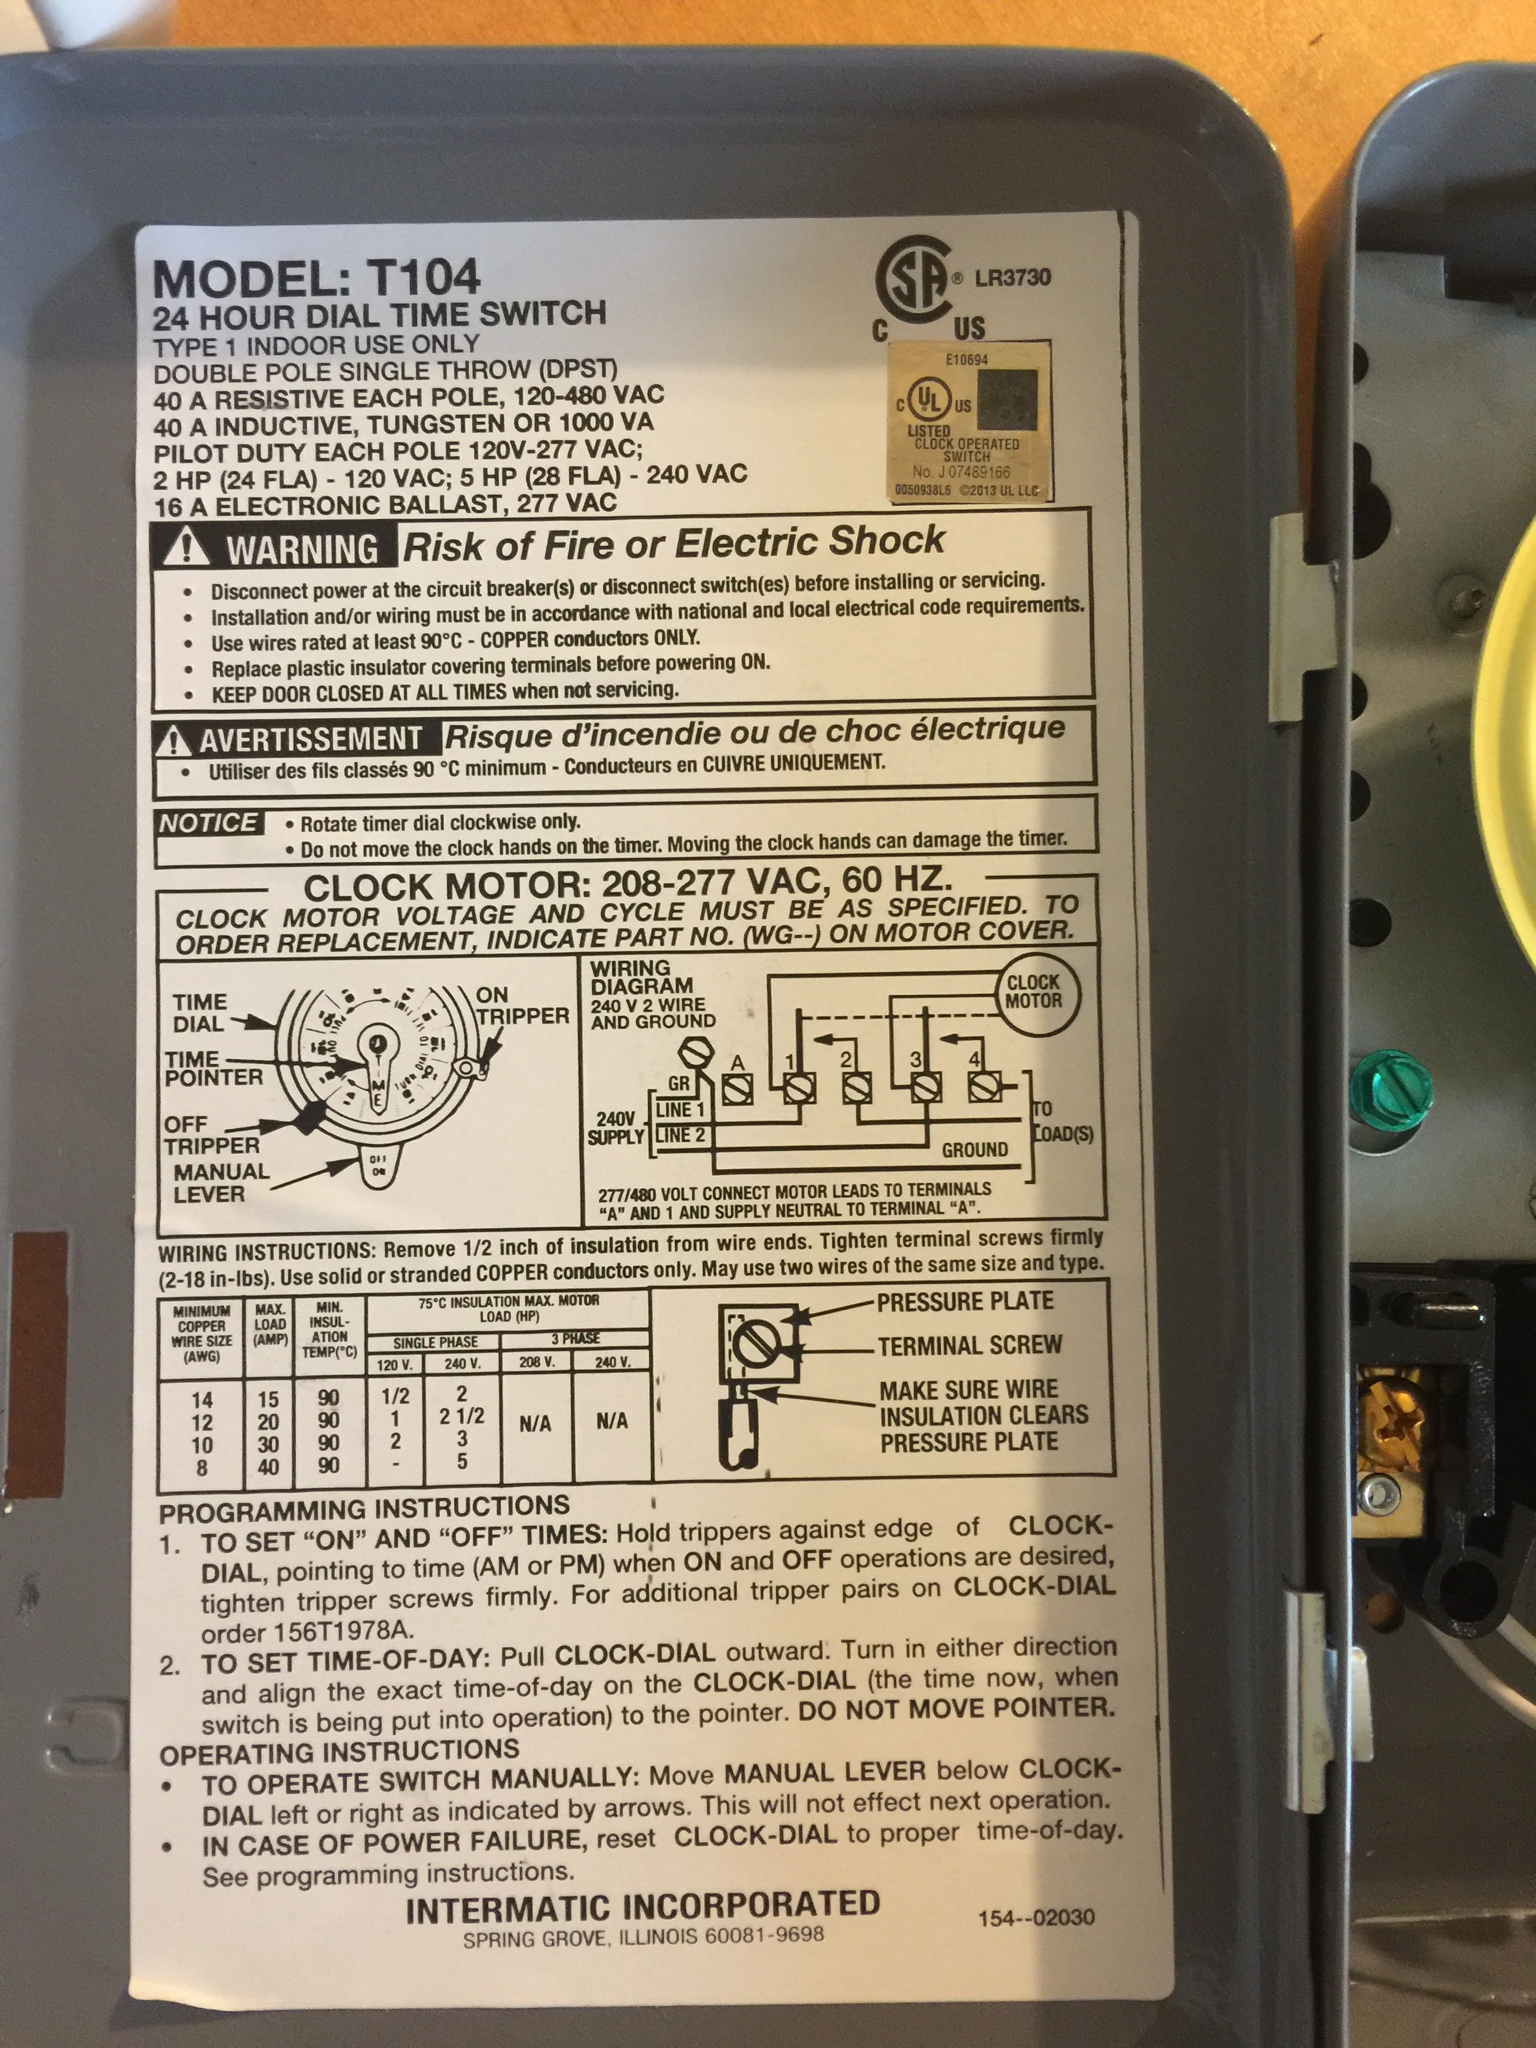 MODEL: T104
24 HOUR DIAL TIME SWITCH
TYPE 1 INDOOR USE ONLY
DOUBLE POLE SINGLE THROW (DPST)
40 A RESISTIVE EACH POLE, 120-480 VAC
40 A INDUCTIVE, TUNGSTEN OR 1000 VA
PILOT DUTY EACH POLE 120V-277 VAC;
2 HP (24 FLA) - 120 VAC; 5 HP (28 FLA) - 240 VAC
16 A ELECTRONIC BALLAST, 277 VAC
SA ® LR3730
C US
E10694
C UL US
LISTED
CLOCK OPERATED
SWITCH
No. J 07489166
0050938L6 ©2013 UL LLC
WARNING Risk of Fire or Electric Shock
• Disconnect power at the circuit breaker(s) or disconnect switch(es) before installing or servicing.
• Installation and/or wiring must be in accordance with national and local electrical code requirements.
• Use wires rated at least 90°C - COPPER conductors ONLY.
• Replace plastic insulator covering terminals before powering ON.
• KEEP DOOR CLOSED AT ALL TIMES when not servicing.
AVERTISSEMENT Risque d'incendie ou de choc électrique
• Utiliser des fils classés 90 °C minimum - Conducteurs en CUIVRE UNIQUEMENT.
NOTICE • Rotate timer dial clockwise only.
• Do not move the clock hands on the timer. Moving the clock hands can damage the timer.
CLOCK MOTOR: 208-277 VAC, 60 HZ.
CLOCK MOTOR VOLTAGE AND CYCLE MUST BE AS SPECIFIED. TO
ORDER REPLACEMENT, INDICATE PART NO. (WG--) ON MOTOR COVER.
TIME
DIAL
TIME
POINTER
OFF
TRIPPER
MANUAL
LEVER
ON
TRIPPER
TIME
OFF
ON
WIRING
DIAGRAM
240 V 2 WIRE
AND GROUND
CLOCK
MOTOR
A 1 2 3 4
GR
LINE 1
LINE 2
240V
SUPPLY
GROUND
TO
LOAD(S)
277/480 VOLT CONNECT MOTOR LEADS TO TERMINALS
"A" AND 1 AND SUPPLY NEUTRAL TO TERMINAL "A".
WIRING INSTRUCTIONS: Remove 1/2 inch of insulation from wire ends. Tighten terminal screws firmly
(2-18 in-lbs). Use solid or stranded COPPER conductors only. May use two wires of the same size and type.
MINIMUM
COPPER
WIRE SIZE
(AWG)
MAX.
LOAD
(AMP)
MIN.
INSUL-
ATION
TEMP(°C)
75°C INSULATION MAX. MOTOR
LOAD (HP)
SINGLE PHASE 3 PHASE
120 V. 240 V. 208 V. 240 V.
14 15 90 1/2 2
12 20 90 1 2 1/2 N/A N/A
10 30 90 2 3
8 40 90 - 5
PRESSURE PLATE
TERMINAL SCREW
MAKE SURE WIRE
INSULATION CLEARS
PRESSURE PLATE
PROGRAMMING INSTRUCTIONS
1. TO SET "ON" AND "OFF" TIMES: Hold trippers against edge of CLOCK-
DIAL, pointing to time (AM or PM) when ON and OFF operations are desired,
tighten tripper screws firmly. For additional tripper pairs on CLOCK-DIAL
order 156T1978A.
2. TO SET TIME-OF-DAY: Pull CLOCK-DIAL outward. Turn in either direction
and align the exact time-of-day on the CLOCK-DIAL (the time now, when
switch is being put into operation) to the pointer. DO NOT MOVE POINTER.
OPERATING INSTRUCTIONS
• TO OPERATE SWITCH MANUALLY: Move MANUAL LEVER below CLOCK-
DIAL left or right as indicated by arrows. This will not effect next operation.
• IN CASE OF POWER FAILURE, reset CLOCK-DIAL to proper time-of-day.
See programming instructions.
INTERMATIC INCORPORATED
SPRING GROVE, ILLINOIS 60081-9698
154--02030